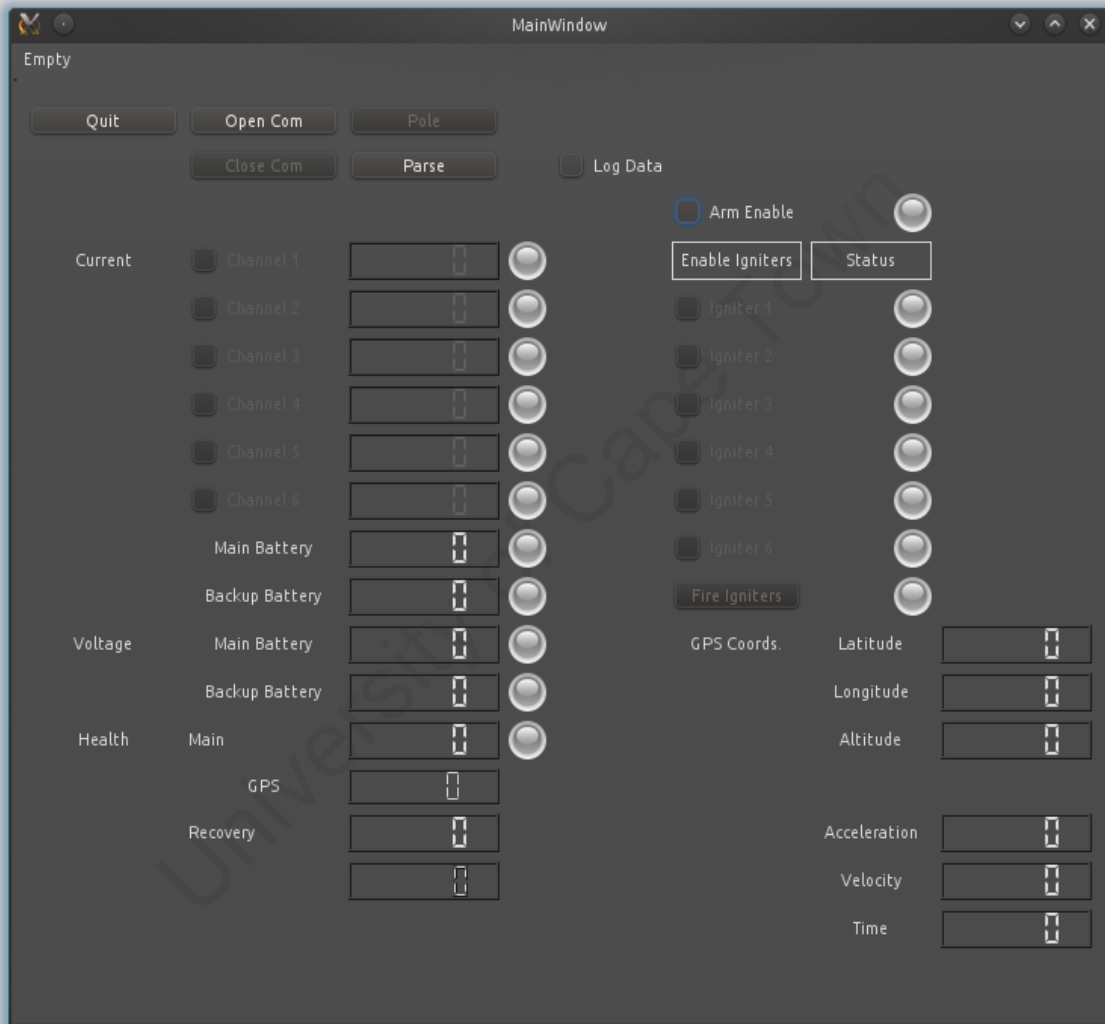 MainWindow
Empty
Quit Open Com Pole
Close Com Parse Log Data
Arm Enable
Current Channel 1 0 Enable Igniters Status
Channel 2 0 Igniter 1
Channel 3 0 Igniter 2
Channel 4 0 Igniter 3
Channel 5 0 Igniter 4
Channel 6 0 Igniter 5
Main Battery 0 Igniter 6
Backup Battery 0 Fire Igniters
Voltage Main Battery 0 GPS Coords. Latitude 0
Backup Battery 0 Longitude 0
Health Main 0 Altitude 0
GPS 0
Recovery 0 Acceleration 0
0 Velocity 0
Time 0
University of Cape Town